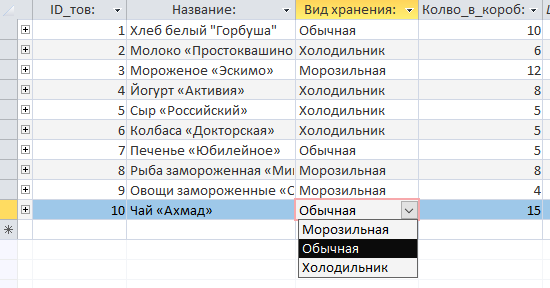 ID_тов: Название: Вид хранения: Колво_в_короб:
1 Хлеб белый "Горбуша" Обычная 10
2 Молоко «Простоквашино Холодильник 6
3 Мороженое «Эскимо» Морозильная 12
4 Йогурт «Активия» Холодильник 8
5 Сыр «Российский» Холодильник 5
6 Колбаса «Докторская» Холодильник 5
7 Печенье «Юбилейное» Обычная 5
8 Рыба замороженная «Ми Морозильная 8
9 Овощи замороженные «С Морозильная 4
10 Чай «Ахмад» Обычная 15
Морозильная
Обычная
Холодильник